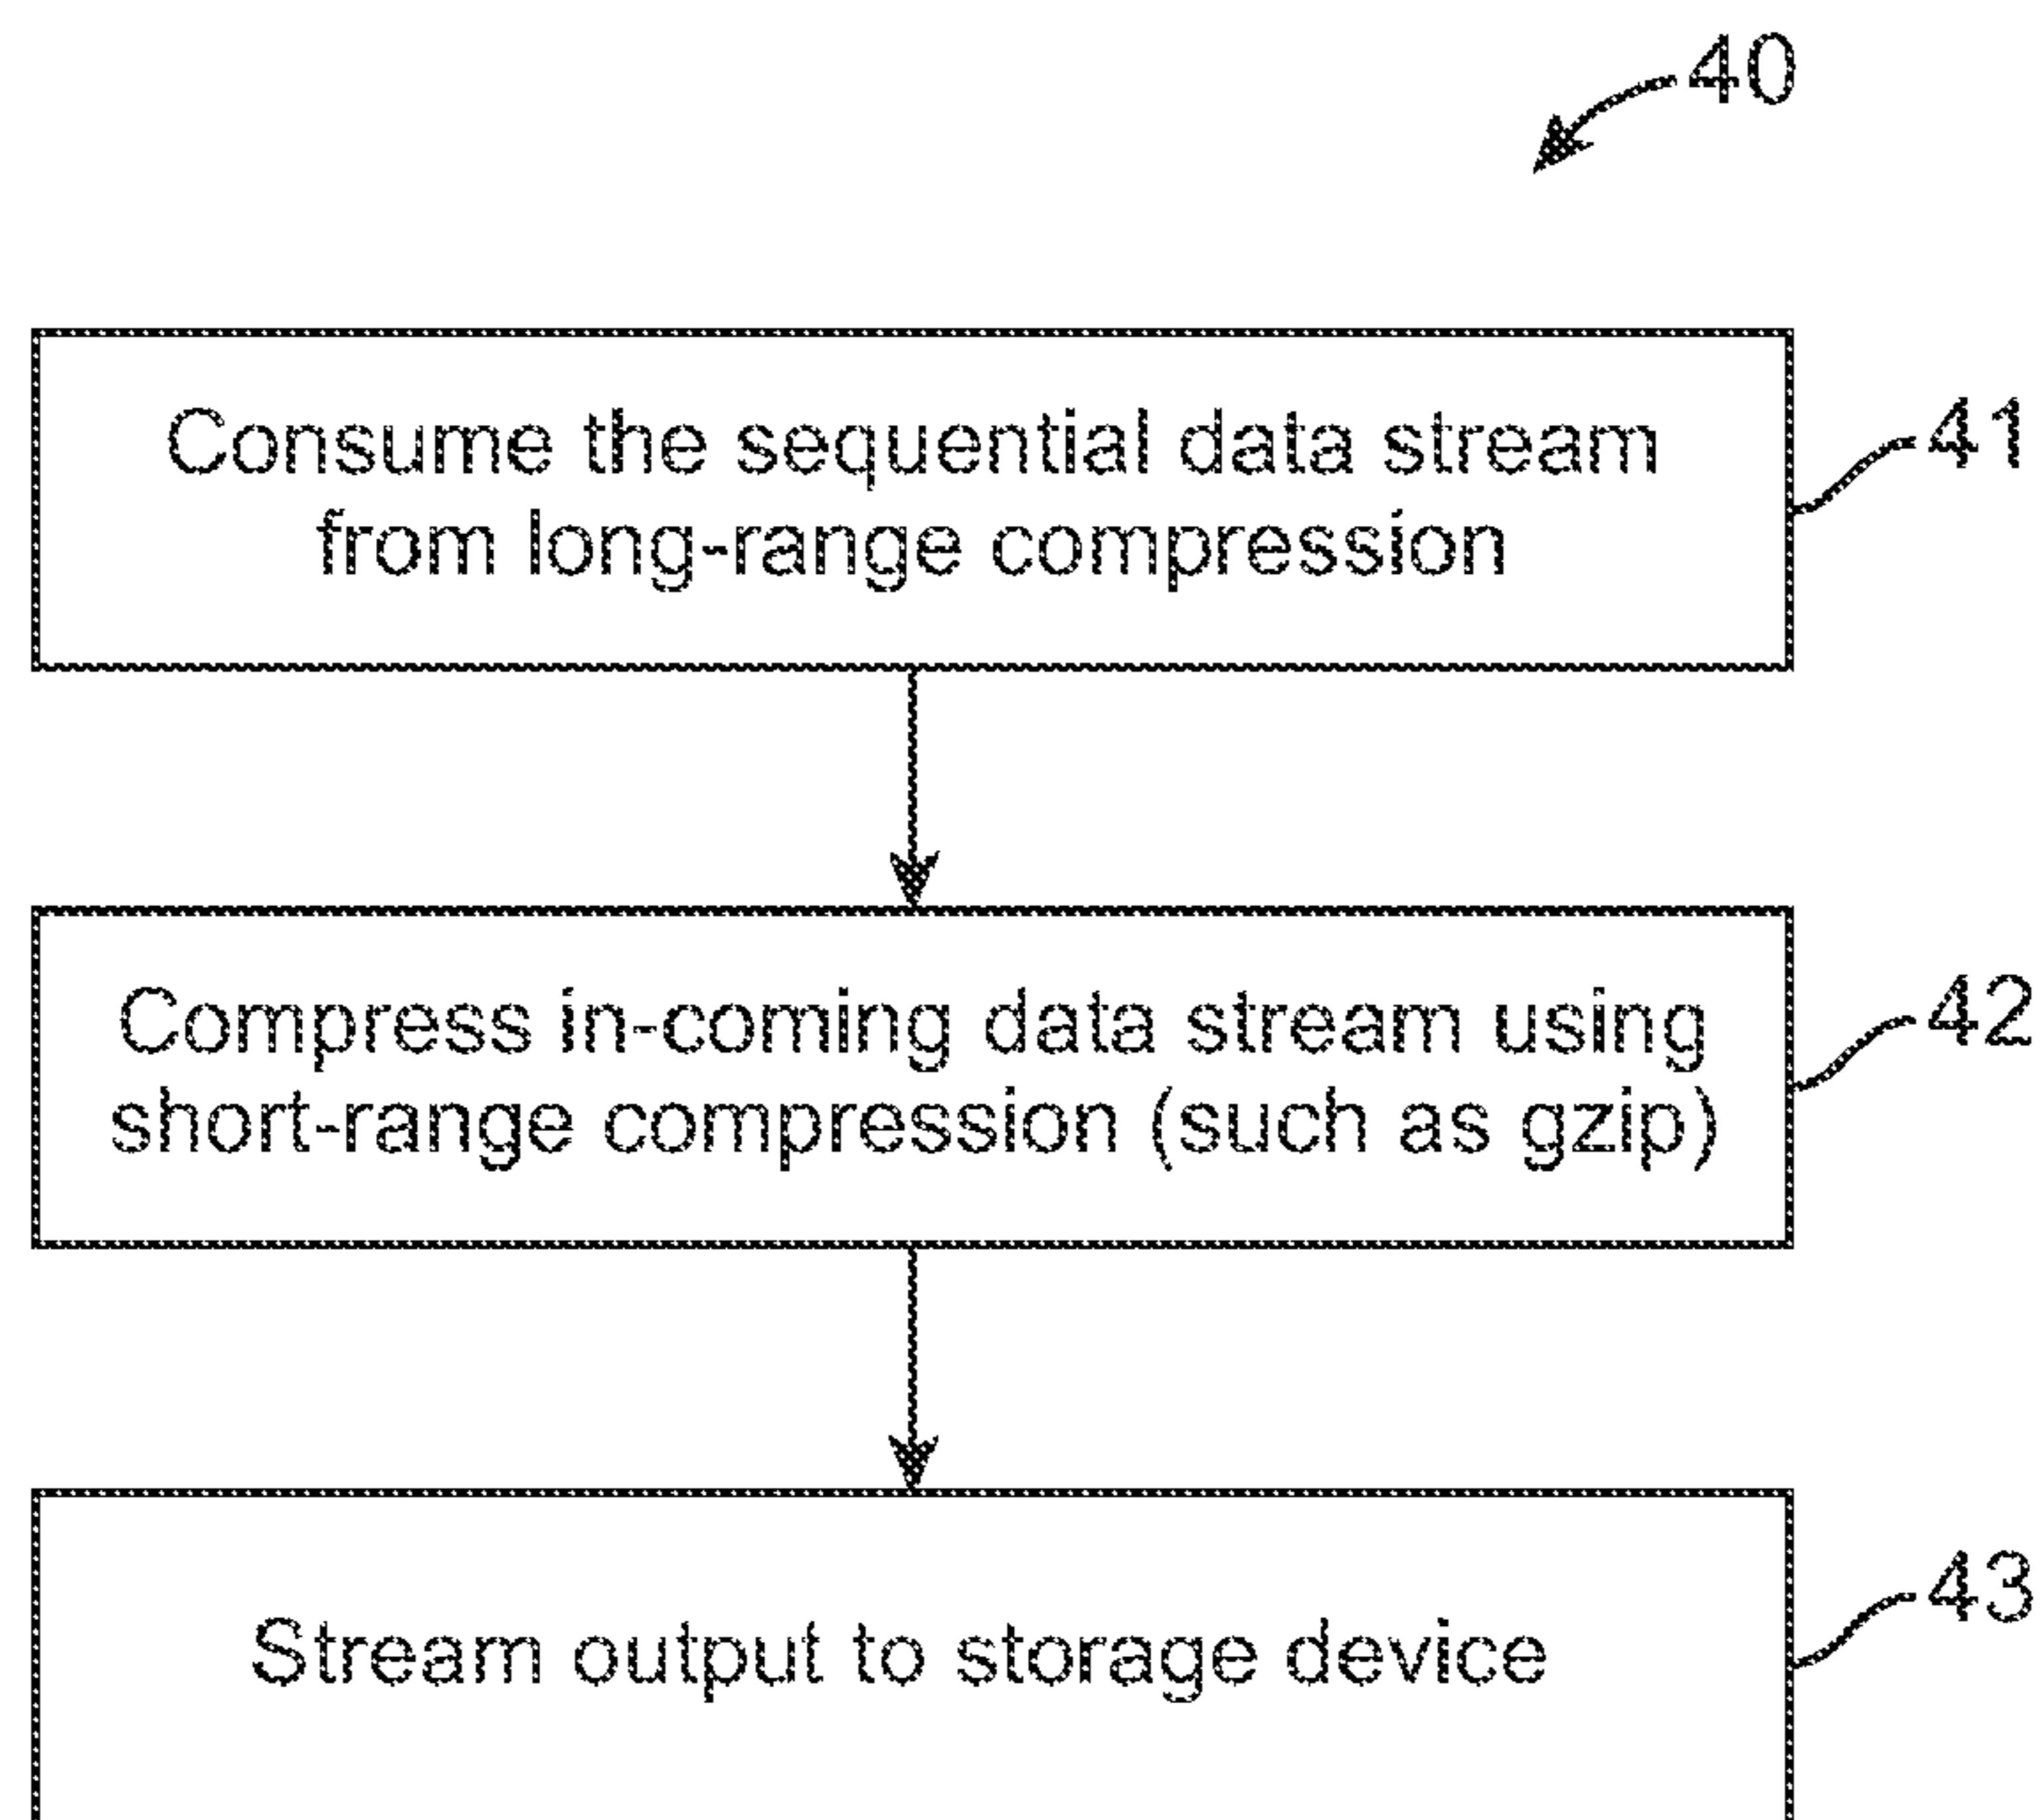 40
Consume the sequential data stream
from long-range compression
41
Compress in-coming data stream using
short-range compression (such as gzip)
42
Stream output to storage device
43